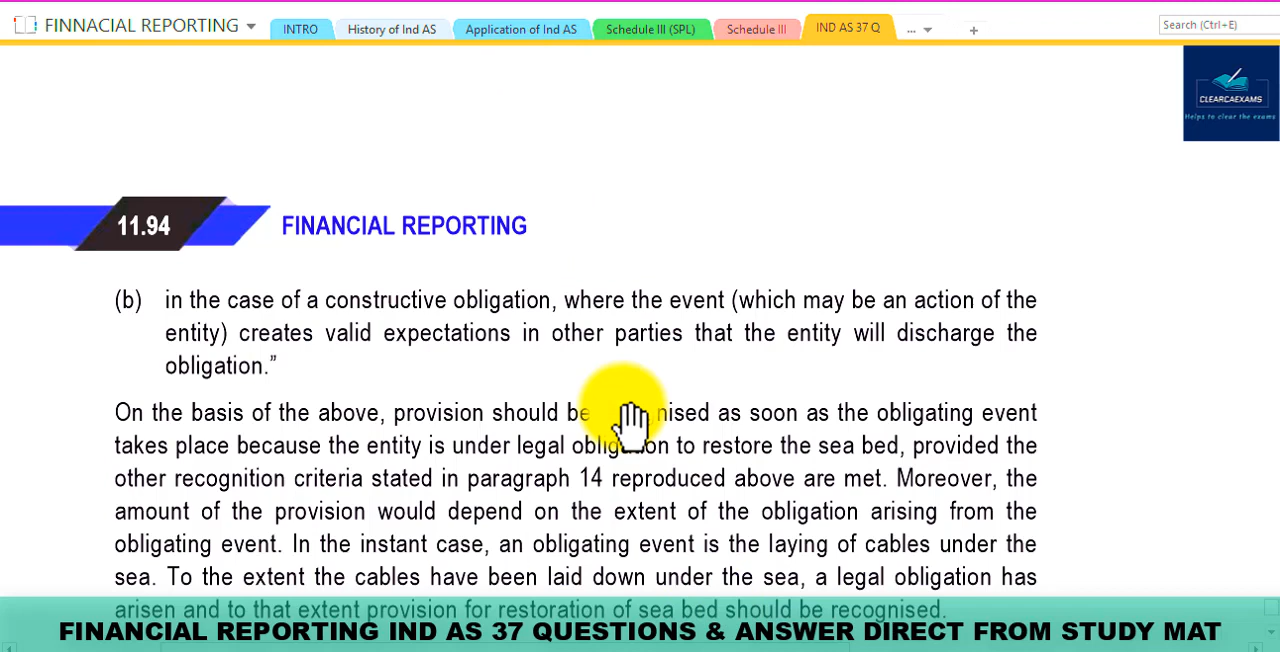 FINNACIAL REPORTING
INTRO
History of Ind AS
Application of Ind AS
Schedule III (SPL)
Schedule III
IND AS 37 Q
...
+
Search (Ctrl+E)
CLEARCAEXAMS
Helps to clear the exams
11.94 FINANCIAL REPORTING
(b) in the case of a constructive obligation, where the event (which may be an action of the
entity) creates valid expectations in other parties that the entity will discharge the
obligation.”
On the basis of the above, provision should be nised as soon as the obligating event
takes place because the entity is under legal obligation to restore the sea bed, provided the
other recognition criteria stated in paragraph 14 reproduced above are met. Moreover, the
amount of the provision would depend on the extent of the obligation arising from the
obligating event. In the instant case, an obligating event is the laying of cables under the
sea. To the extent the cables have been laid down under the sea, a legal obligation has
arisen and to that extent provision for restoration of sea bed should be recognised.
FINANCIAL REPORTING IND AS 37 QUESTIONS & ANSWER DIRECT FROM STUDY MAT